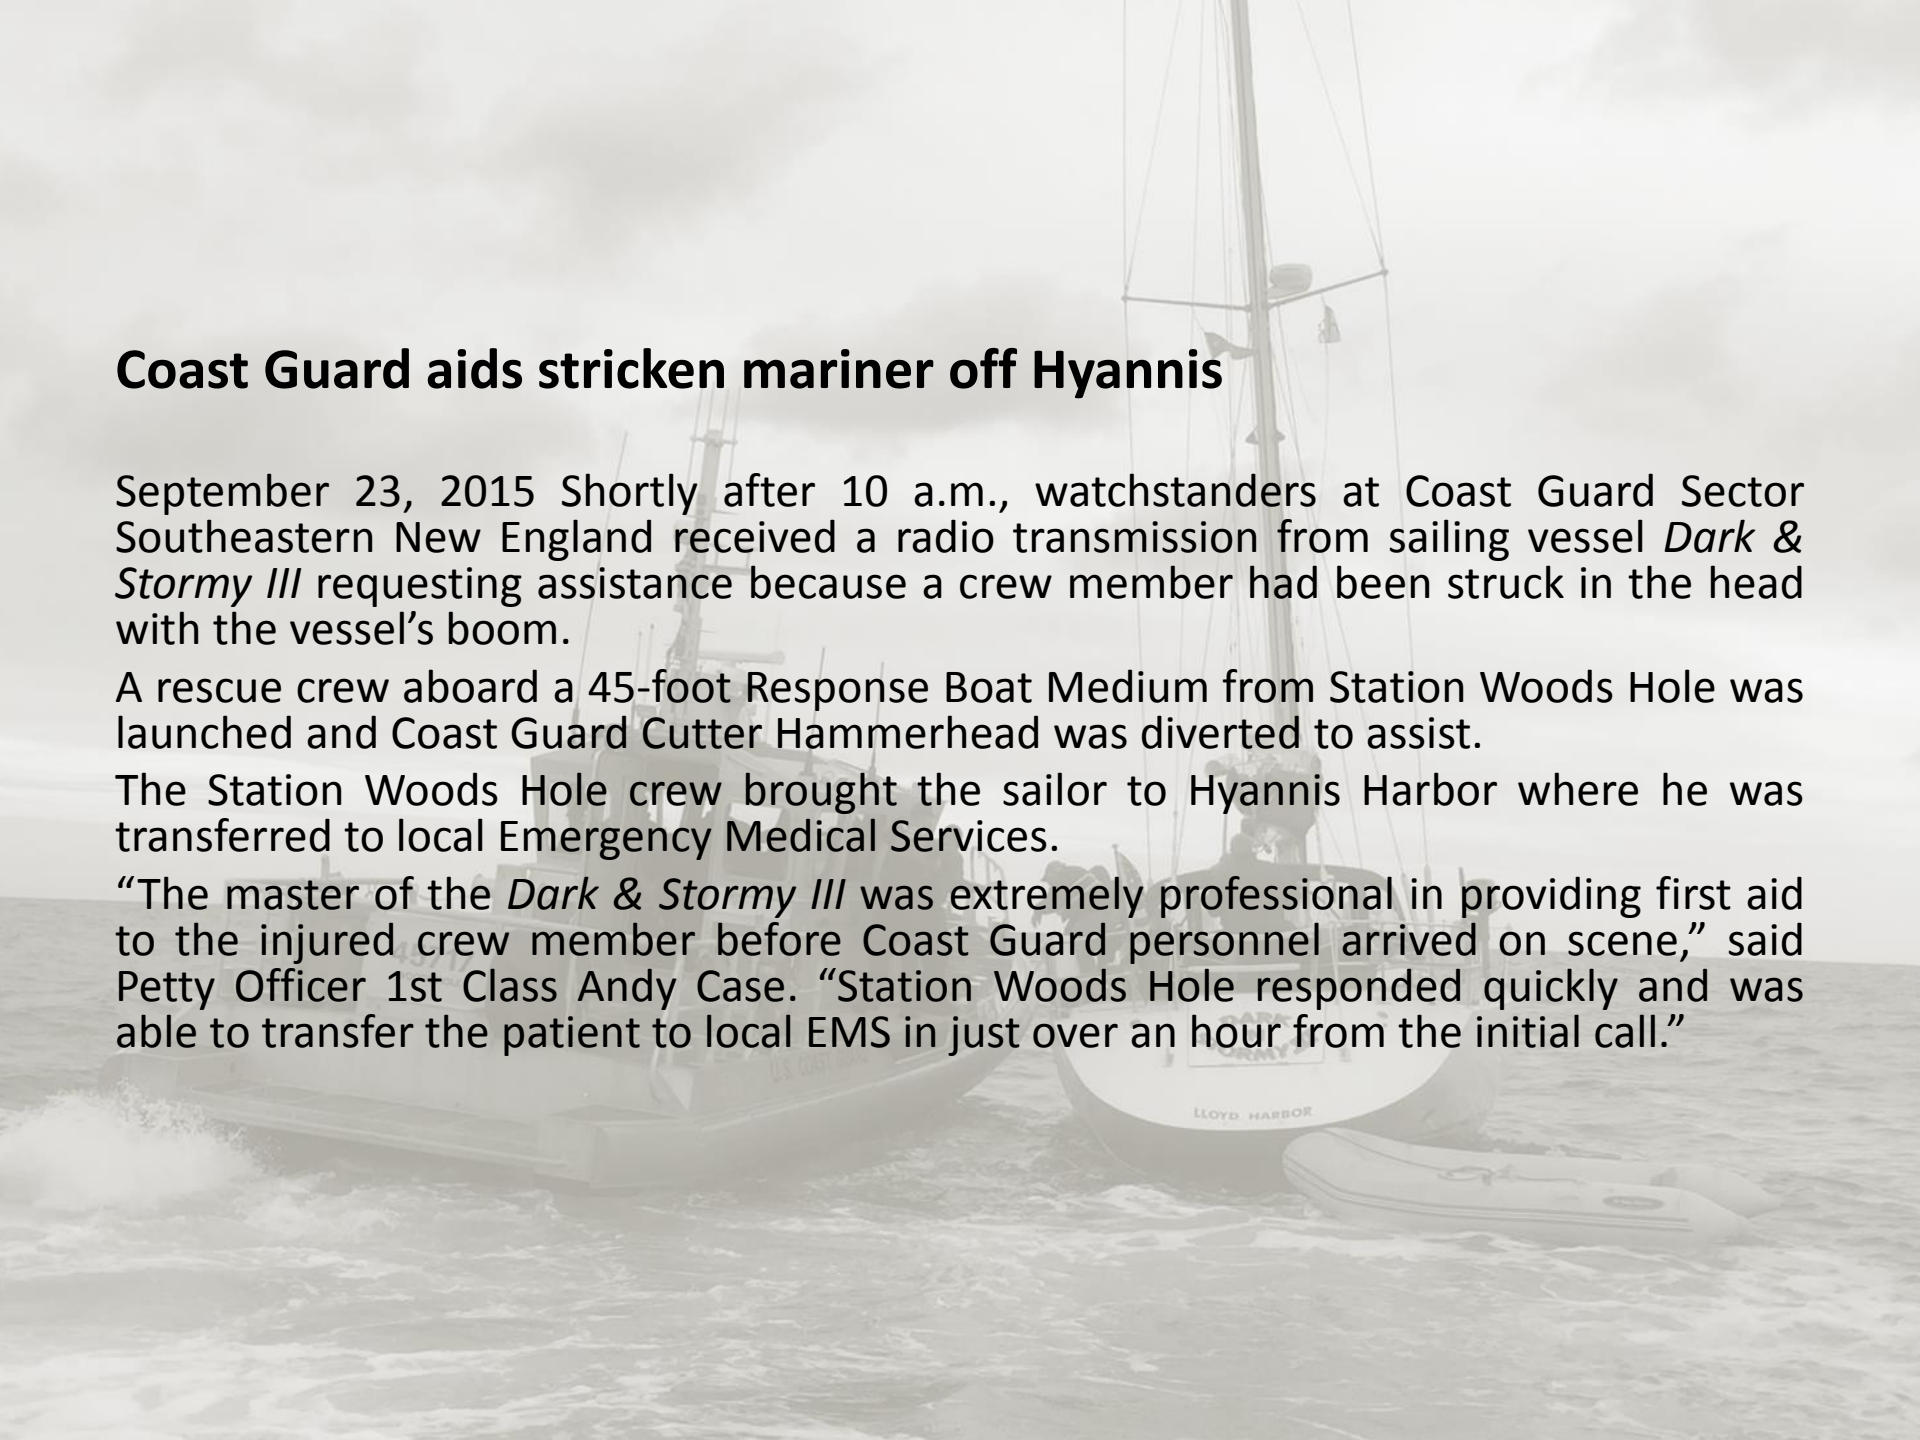 Coast Guard aids stricken mariner off Hyannis
September 23, 2015 Shortly after 10 a.m., watchstanders at Coast Guard Sector
Southeastern New England received a radio transmission from sailing vessel Dark &
Stormy III requesting assistance because a crew member had been struck in the head
with the vessel’s boom.
A rescue crew aboard a 45-foot Response Boat Medium from Station Woods Hole was
launched and Coast Guard Cutter Hammerhead was diverted to assist.
The Station Woods Hole crew brought the sailor to Hyannis Harbor where he was
transferred to local Emergency Medical Services.
“The master of the Dark & Stormy III was extremely professional in providing first aid
to the injured crew member before Coast Guard personnel arrived on scene,” said
Petty Officer 1st Class Andy Case. “Station Woods Hole responded quickly and was
able to transfer the patient to local EMS in just over an hour from the initial call.”
45717
DARK
LLOYD HARBOR